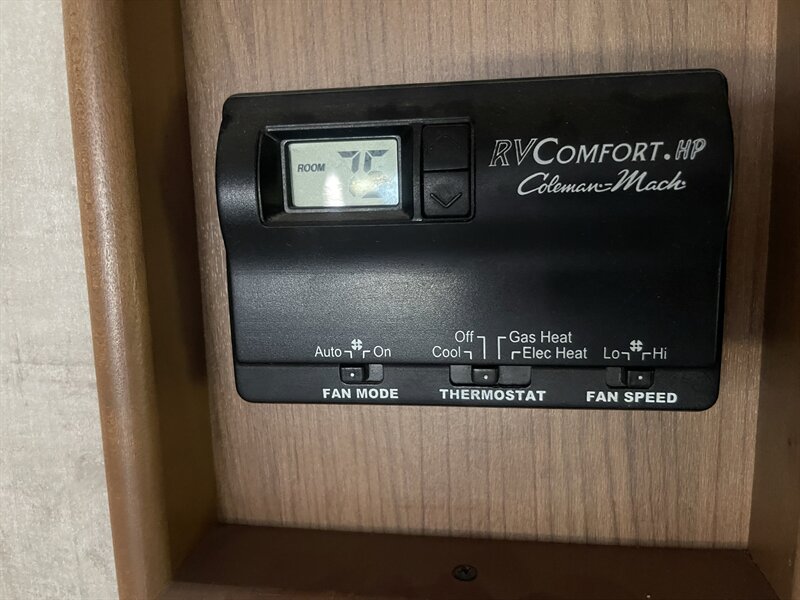 ROOM
RVCOMFORT.HP
Coleman-Mach
Auto On
Off Gas Heat
Cool Elec Heat
Lo Hi
FAN MODE THERMOSTAT FAN SPEED